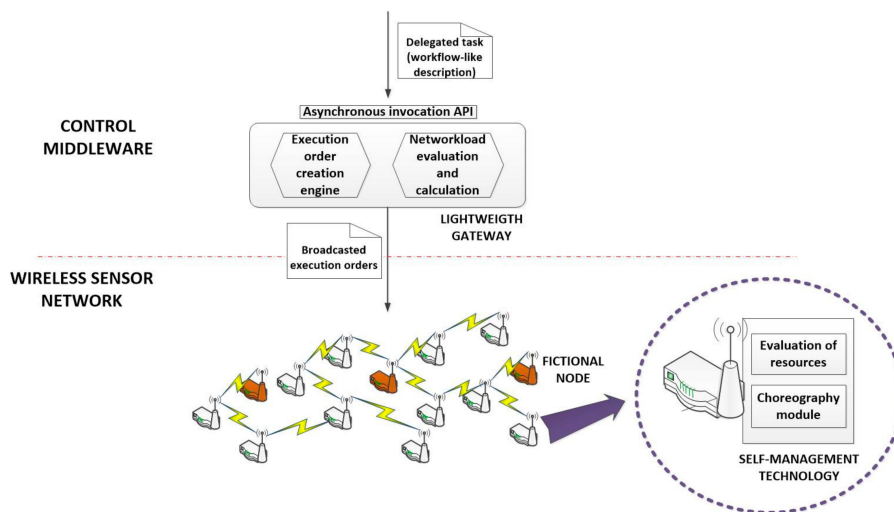 Delegated task
(workflow-like
description)
Asynchronous invocation API
CONTROL
MIDDLEWARE
Execution
order
creation
engine
Networkload
evaluation
and
calculation
LIGHTWEIGTH
GATEWAY
Broadcasted
execution orders
WIRELESS SENSOR
NETWORK
FICTIONAL
NODE
Evaluation of
resources
Choreography
module
SELF-MANAGEMENT
TECHNOLOGY